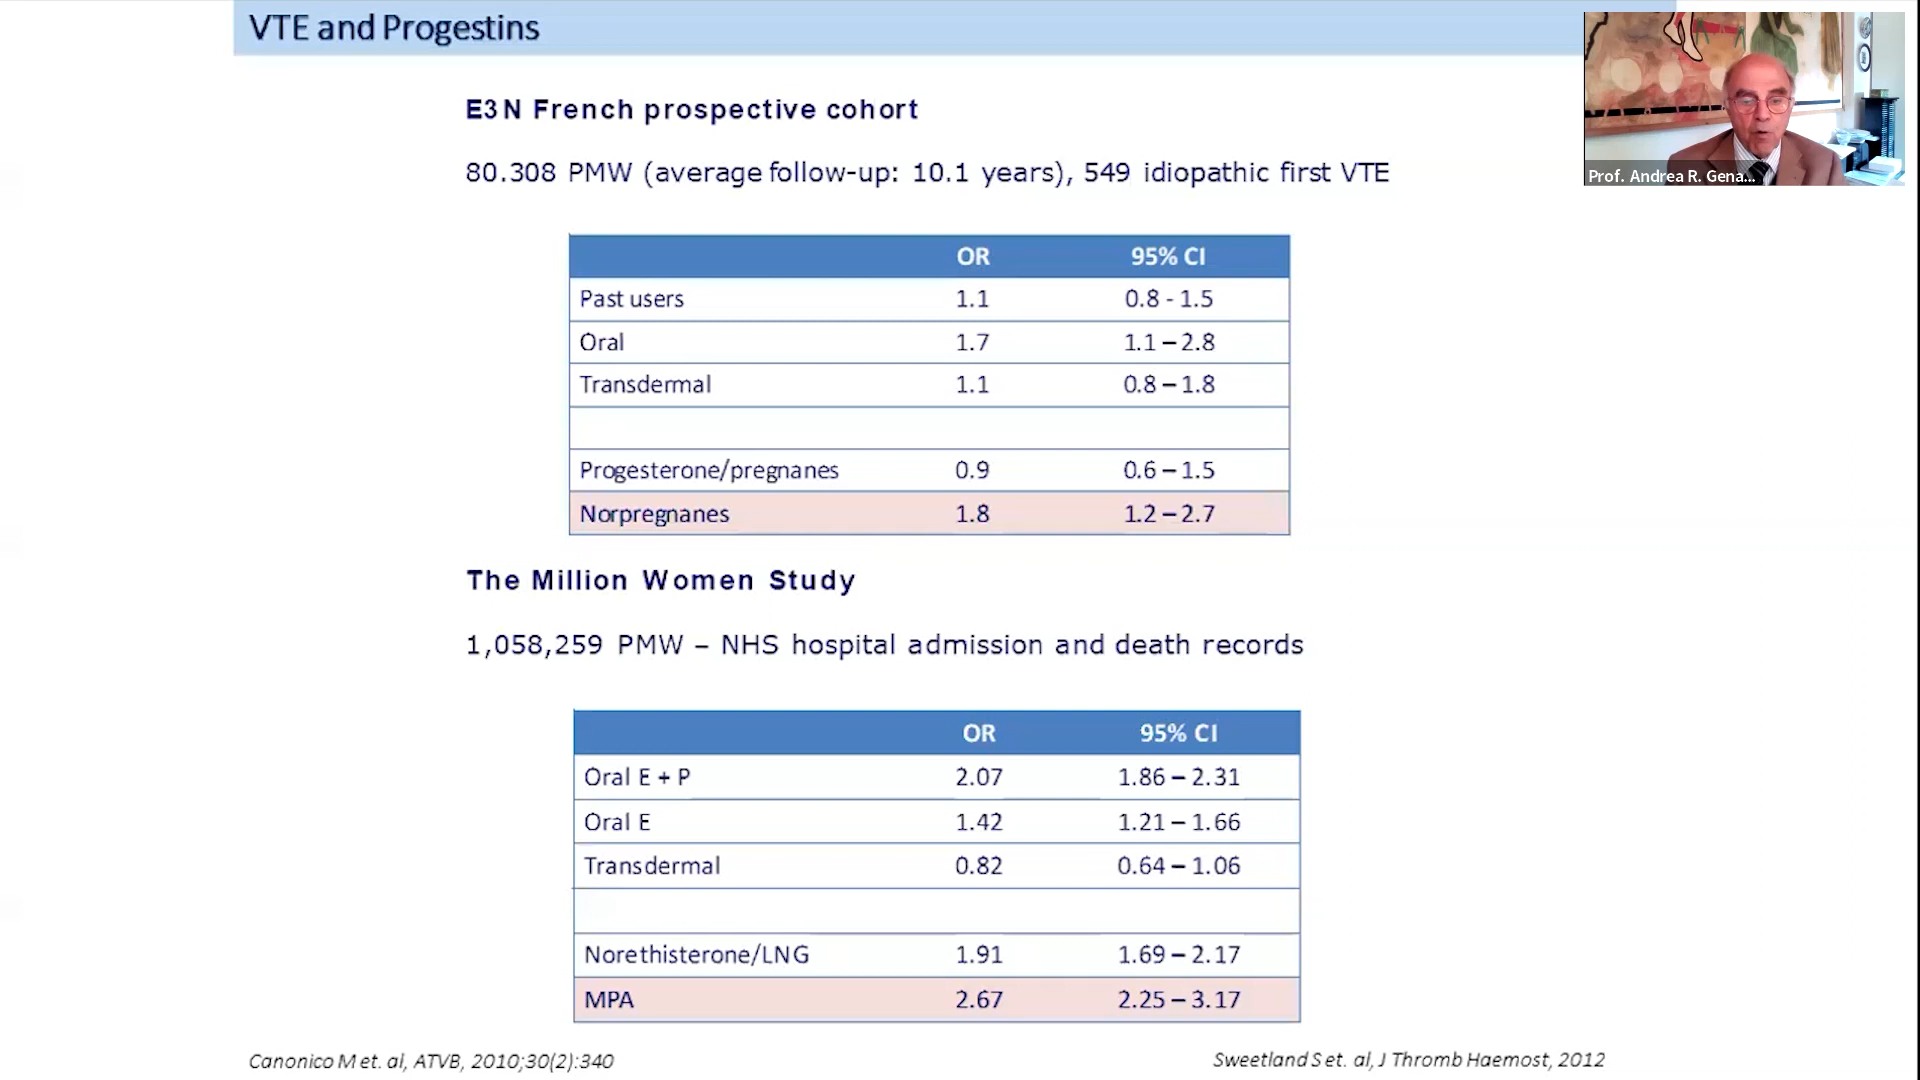 VTE and Progestins
Prof. Andrea R. Gena...
E3N French prospective cohort
80.308 PMW (average follow-up: 10.1 years), 549 idiopathic first VTE
OR 95% CI
Past users 1.1 0.8 - 1.5
Oral 1.7 1.1 – 2.8
Transdermal 1.1 0.8 – 1.8
Progesterone/pregnanes 0.9 0.6 – 1.5
Norpregnanes 1.8 1.2 – 2.7
The Million Women Study
1,058,259 PMW – NHS hospital admission and death records
OR 95% CI
Oral E + P 2.07 1.86 – 2.31
Oral E 1.42 1.21 – 1.66
Transdermal 0.82 0.64 – 1.06
Norethisterone/LNG 1.91 1.69 – 2.17
MPA 2.67 2.25 – 3.17
Canonico M et. al, ATVB, 2010;30(2):340
Sweetland S et. al, J Thromb Haemost, 2012